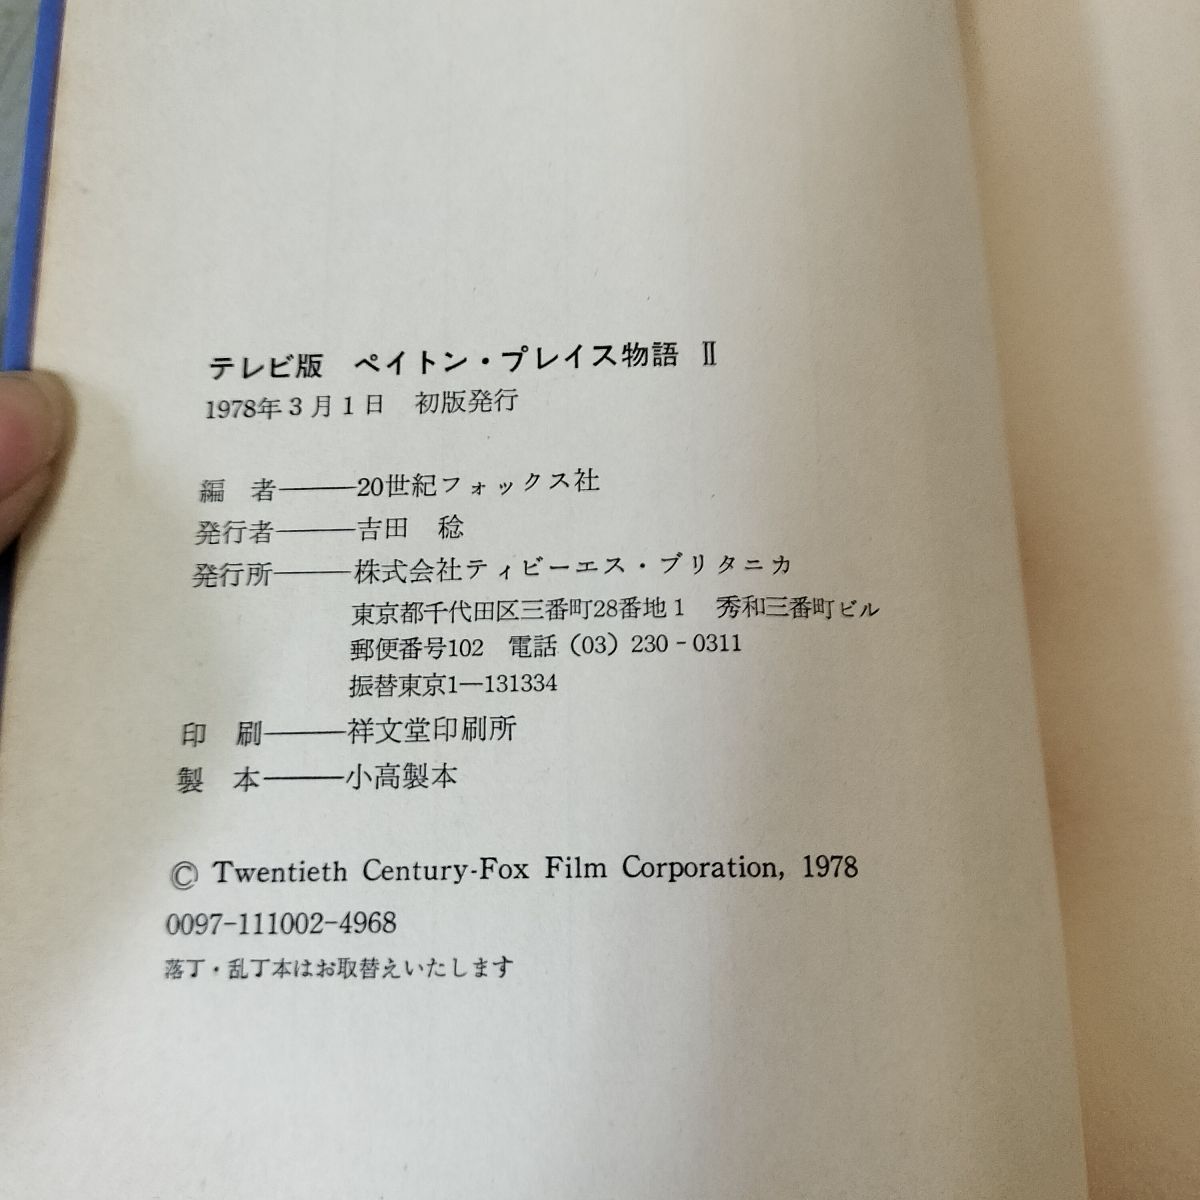 テレビ版　ペイトン・プレイス物語 Ⅱ
1978年3月1日　初版発行
編　者———20世紀フォックス社
発行者———吉田　稔
発行所———株式会社ティビーエス・ブリタニカ
東京都千代田区三番町28番地1　秀和三番町ビル
郵便番号102　電話（03）230－0311
振替東京1—131334
印　刷———祥文堂印刷所
製　本———小高製本
© Twentieth Century-Fox Film Corporation, 1978
0097-111002-4968
落丁・乱丁本はお取替えいたします